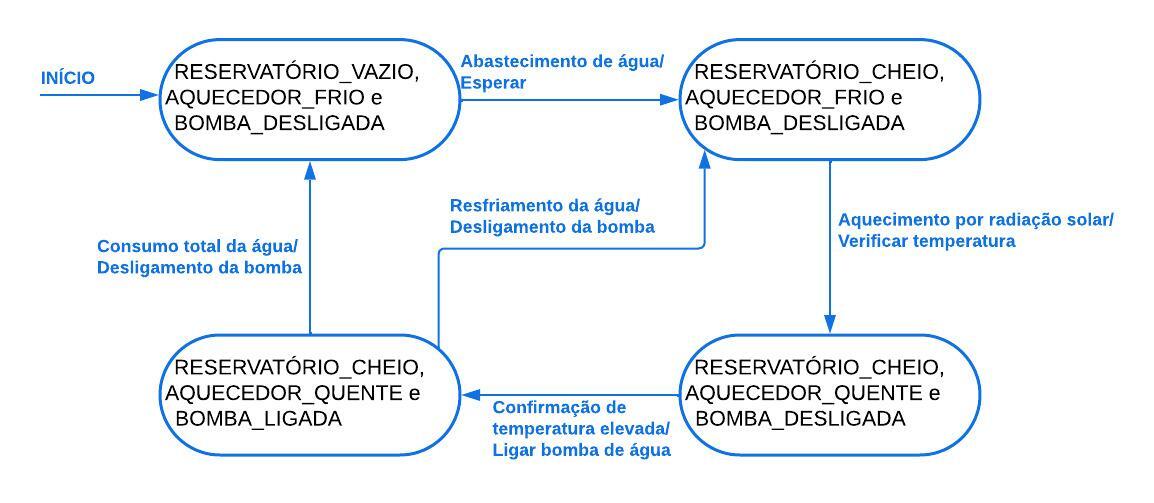 INÍCIO
RESERVATÓRIO_VAZIO,
AQUECEDOR_FRIO e
BOMBA_DESLIGADA
Abastecimento de água/
Esperar
RESERVATÓRIO_CHEIO,
AQUECEDOR_FRIO e
BOMBA_DESLIGADA
Resfriamento da água/
Desligamento da bomba
Aquecimento por radiação solar/
Verificar temperatura
Consumo total da água/
Desligamento da bomba
RESERVATÓRIO_CHEIO,
AQUECEDOR_QUENTE e
BOMBA_LIGADA
Confirmação de
temperatura elevada/
Ligar bomba de água
RESERVATÓRIO_CHEIO,
AQUECEDOR_QUENTE e
BOMBA_DESLIGADA